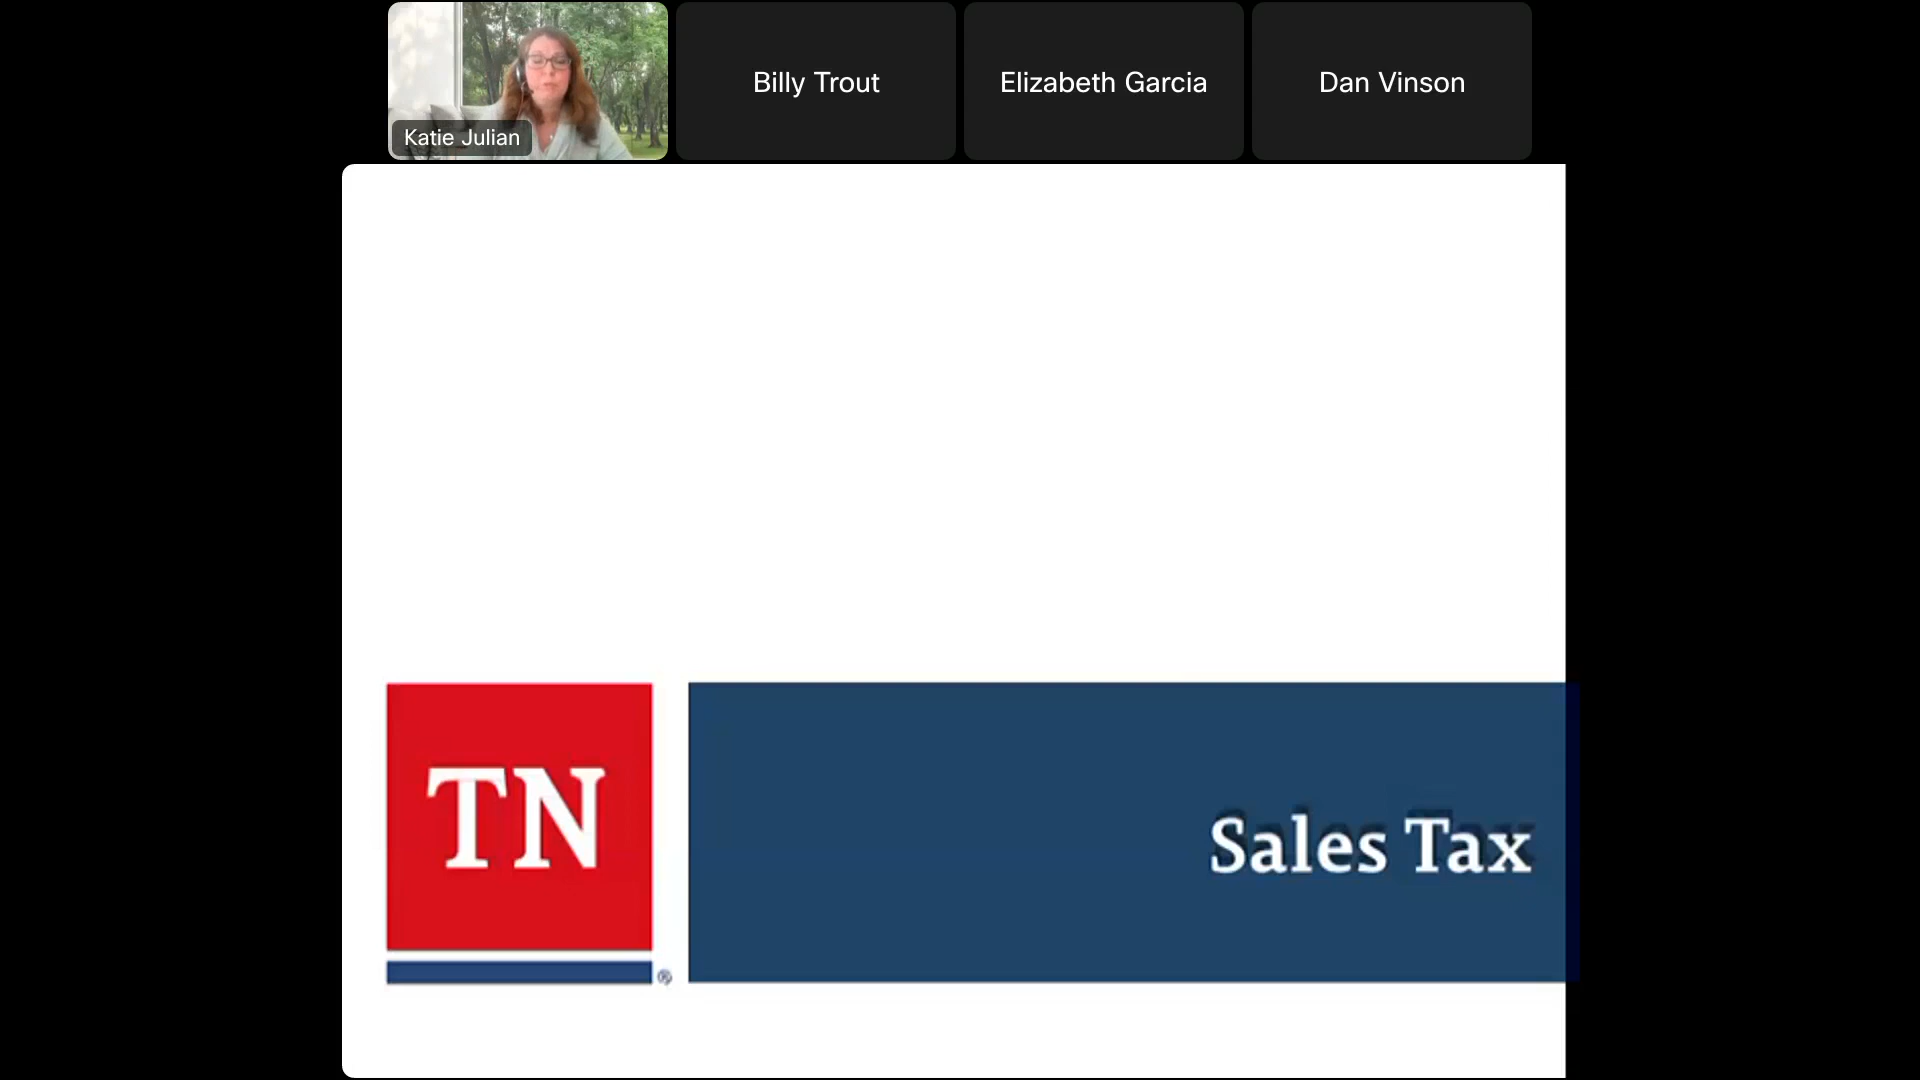 Katie Julian
Billy Trout
Elizabeth Garcia
Dan Vinson
TN
®
Sales Tax